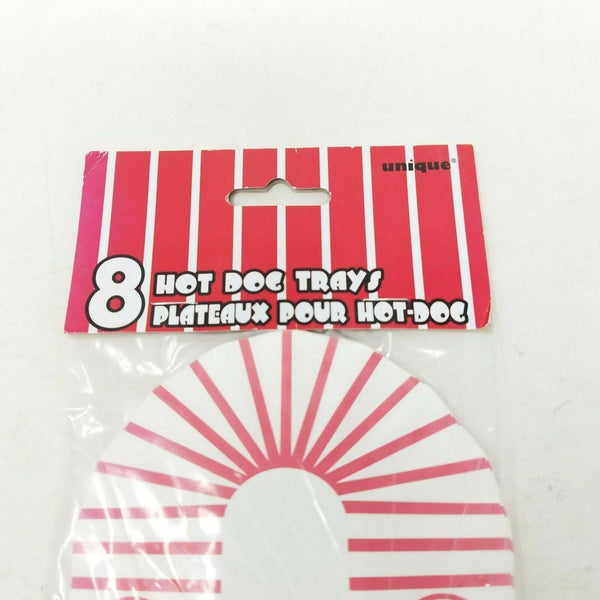 unique®
8 HOT DOG TRAYS
PLATEAUX POUR HOT-DOG